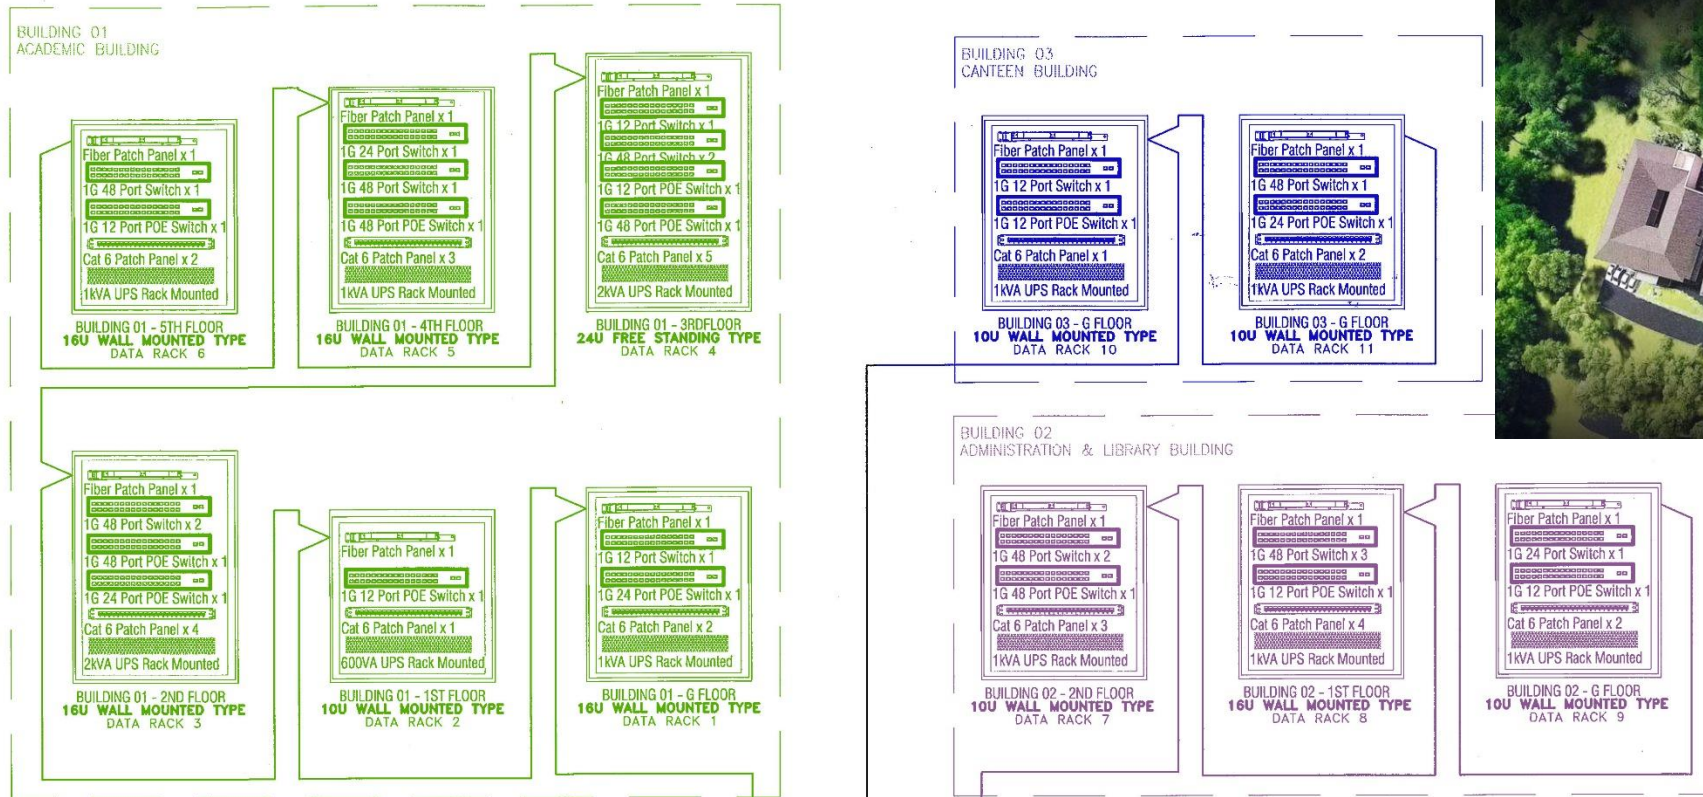 BUILDING 01
ACADEMIC BUILDING
Fiber Patch Panel x 1
1G 48 Port Switch x 1
1G 12 Port POE Switch x 1
Cat 6 Patch Panel x 2
1kVA UPS Rack Mounted
BUILDING 01 - 5TH FLOOR
16U WALL MOUNTED TYPE
DATA RACK 6
Fiber Patch Panel x 1
1G 24 Port Switch x 1
1G 48 Port Switch x 1
1G 48 Port POE Switch x 1
Cat 6 Patch Panel x 3
1kVA UPS Rack Mounted
BUILDING 01 - 4TH FLOOR
16U WALL MOUNTED TYPE
DATA RACK 5
Fiber Patch Panel x 1
1G 12 Port Switch x 1
1G 48 Port Switch x 2
1G 12 Port POE Switch x 1
1G 48 Port POE Switch x 1
Cat 6 Patch Panel x 5
2kVA UPS Rack Mounted
BUILDING 01 - 3RDFLOOR
24U FREE STANDING TYPE
DATA RACK 4
Fiber Patch Panel x 1
1G 48 Port Switch x 2
1G 48 Port POE Switch x 1
1G 24 Port POE Switch x 1
Cat 6 Patch Panel x 4
2kVA UPS Rack Mounted
BUILDING 01 - 2ND FLOOR
16U WALL MOUNTED TYPE
DATA RACK 3
Fiber Patch Panel x 1
1G 12 Port POE Switch x 1
Cat 6 Patch Panel x 1
600VA UPS Rack Mounted
BUILDING 01 - 1ST FLOOR
10U WALL MOUNTED TYPE
DATA RACK 2
Fiber Patch Panel x 1
1G 12 Port Switch x 1
1G 24 Port POE Switch x 1
Cat 6 Patch Panel x 2
1kVA UPS Rack Mounted
BUILDING 01 - G FLOOR
16U WALL MOUNTED TYPE
DATA RACK 1
BUILDING 03
CANTEEN BUILDING
Fiber Patch Panel x 1
1G 12 Port Switch x 1
1G 12 Port POE Switch x 1
Cat 6 Patch Panel x 1
1kVA UPS Rack Mounted
BUILDING 03 - G FLOOR
10U WALL MOUNTED TYPE
DATA RACK 10
Fiber Patch Panel x 1
1G 48 Port Switch x 1
1G 24 Port POE Switch x 1
Cat 6 Patch Panel x 2
1kVA UPS Rack Mounted
BUILDING 03 - G FLOOR
10U WALL MOUNTED TYPE
DATA RACK 11
BUILDING 02
ADMINISTRATION & LIBRARY BUILDING
Fiber Patch Panel x 1
1G 48 Port Switch x 2
1G 48 Port POE Switch x 1
Cat 6 Patch Panel x 3
1kVA UPS Rack Mounted
BUILDING 02 - 2ND FLOOR
10U WALL MOUNTED TYPE
DATA RACK 7
Fiber Patch Panel x 1
1G 48 Port Switch x 3
1G 12 Port POE Switch x 1
Cat 6 Patch Panel x 4
1kVA UPS Rack Mounted
BUILDING 02 - 1ST FLOOR
16U WALL MOUNTED TYPE
DATA RACK 8
Fiber Patch Panel x 1
1G 24 Port Switch x 1
1G 12 Port POE Switch x 1
Cat 6 Patch Panel x 2
1kVA UPS Rack Mounted
BUILDING 02 - G FLOOR
10U WALL MOUNTED TYPE
DATA RACK 9